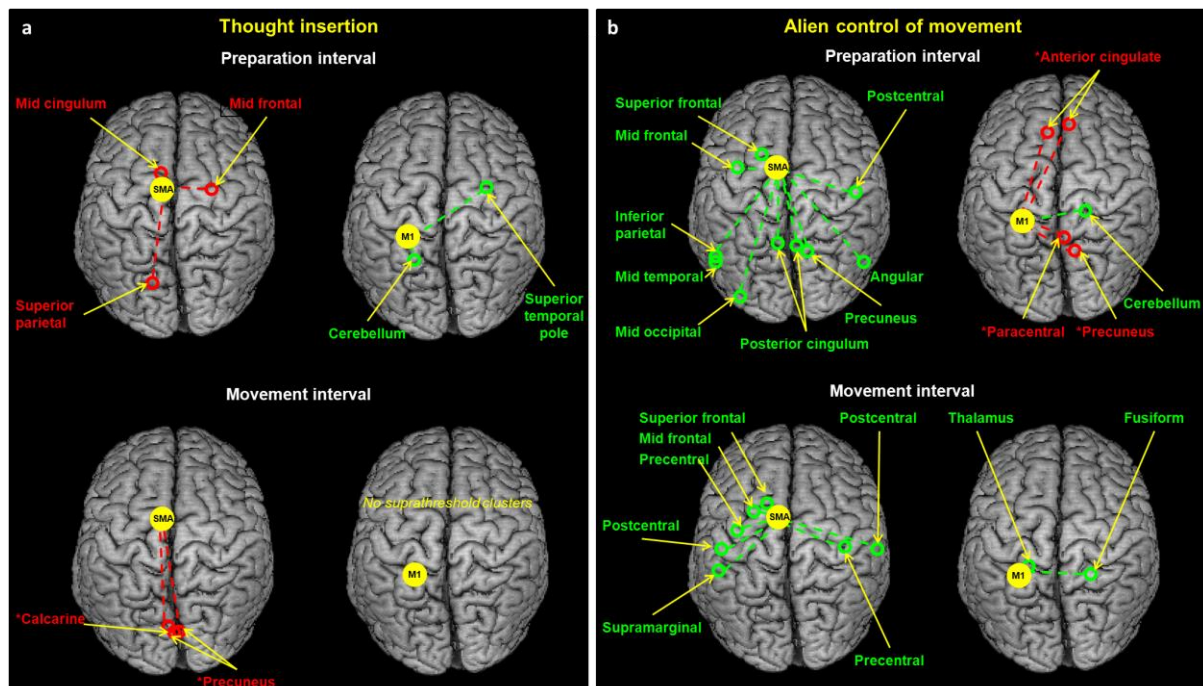 a
Thought insertion
Preparation interval
Mid cingulum
Mid frontal
SMA
Superior
parietal
M1
Cerebellum
Superior
temporal
pole
Movement interval
SMA
*Calcarine
*Precuneus
No suprathreshold clusters
M1
b
Alien control of movement
Preparation interval
Superior frontal
Mid frontal
Postcentral
SMA
Inferior
parietal
Mid temporal
Mid occipital
Posterior cingulum
Precuneus
Angular
*Anterior cingulate
M1
Cerebellum
*Paracentral
*Precuneus
Movement interval
Superior frontal
Mid frontal
Precentral
Postcentral
SMA
Postcentral
Supramarginal
Precentral
Thalamus
Fusiform
M1